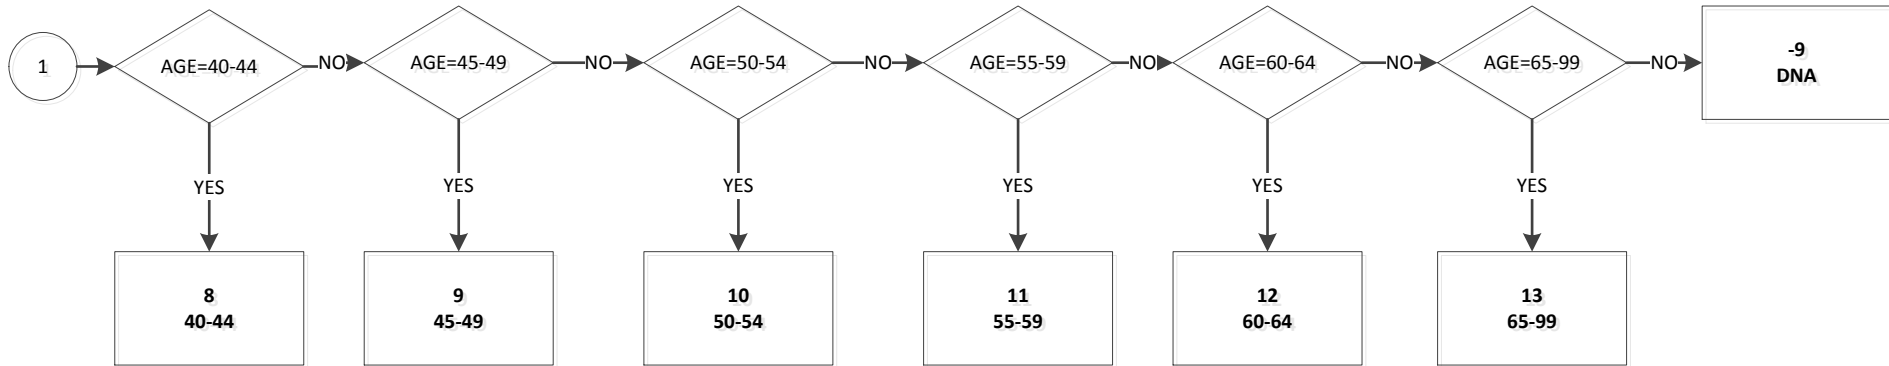 1
AGE=40-44
NO
AGE=45-49
NO
AGE=50-54
NO
AGE=55-59
NO
AGE=60-64
NO
AGE=65-99
NO
-9
DNA
YES
YES
YES
YES
YES
YES
8
40-44
9
45-49
10
50-54
11
55-59
12
60-64
13
65-99